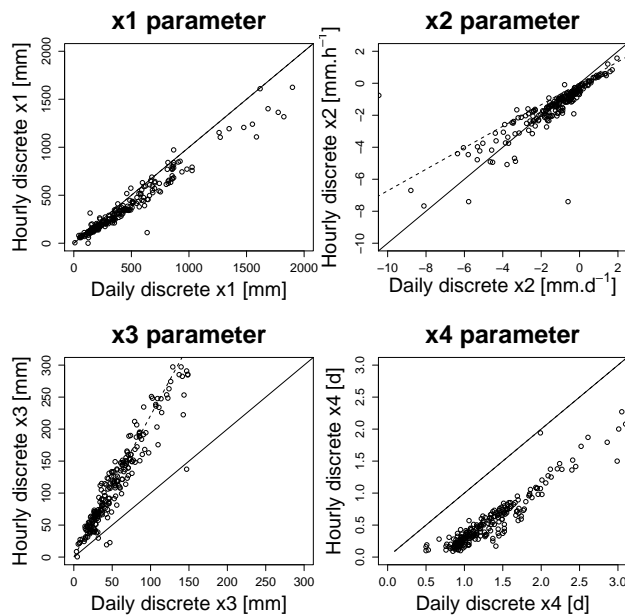 x1 parameter
Hourly discrete x1 [mm]
2000
1500
1000
500
0
0 500 1000 1500 2000
Daily discrete x1 [mm]
x2 parameter
Hourly discrete x2 [mm.h⁻¹]
2
0
−2
−4
−6
−8
−10
−10 −8 −6 −4 −2 0 2
Daily discrete x2 [mm.d⁻¹]
x3 parameter
Hourly discrete x3 [mm]
300
250
200
150
100
50
0
0 50 100 150 200 250 300
Daily discrete x3 [mm]
x4 parameter
Hourly discrete x4 [d]
3.0
2.5
2.0
1.5
1.0
0.5
0.0
0.0 0.5 1.0 1.5 2.0 2.5 3.0
Daily discrete x4 [d]